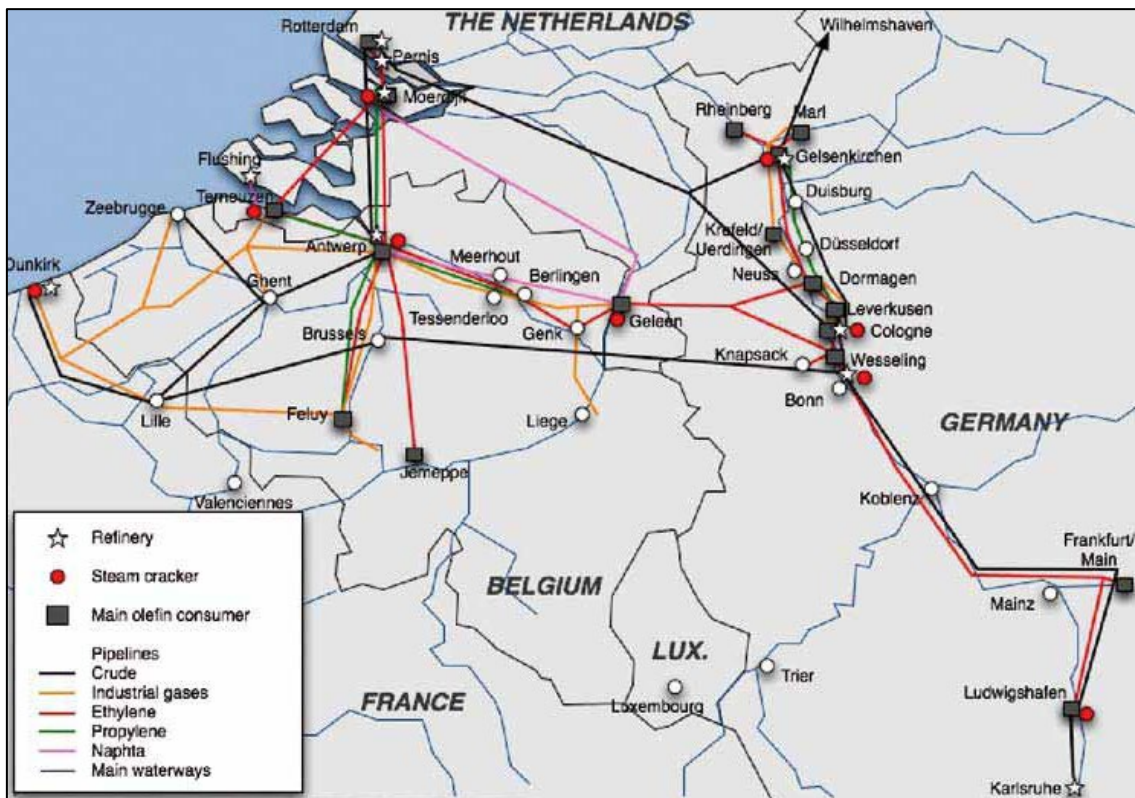 THE NETHERLANDS
Rotterdam
Wilhelmshaven
Pernis
Moerdijk
Rheinberg
Marl
Gelsenkirchen
Flushing
Terneuzen
Duisburg
Zeebrugge
Krefeld/
Uerdingen
Düsseldorf
Antwerp
Meerhout
Neuss
Dormagen
Dunkirk
Ghent
Berlingen
Leverkusen
Tessenderloo
Geleen
Cologne
Brussels
Genk
Knapsack
Wesseling
Bonn
Lille
Feluy
Liege
GERMANY
Jemeppe
Valenciennes
Koblenz
Frankfurt/
Main
Mainz
BELGIUM
LUX.
Trier
Luxembourg
FRANCE
Ludwigshafen
Karlsruhe
Refinery
Steam cracker
Main olefin consumer
Pipelines
Crude
Industrial gases
Ethylene
Propylene
Naphta
Main waterways